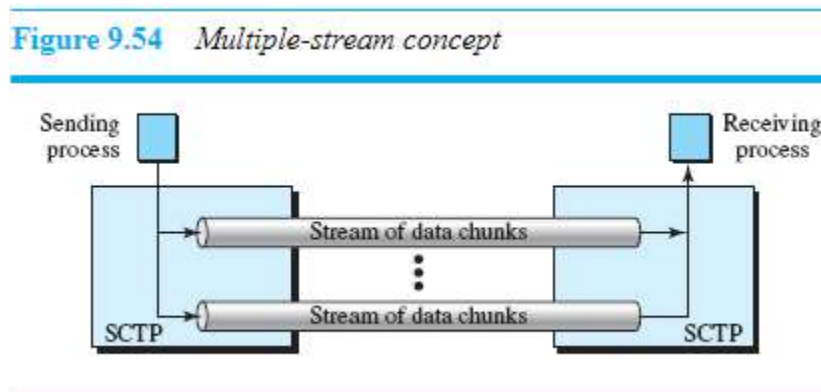 Figure 9.54 Multiple-stream concept
Sending
process
Receiving
process
Stream of data chunks
Stream of data chunks
SCTP
SCTP